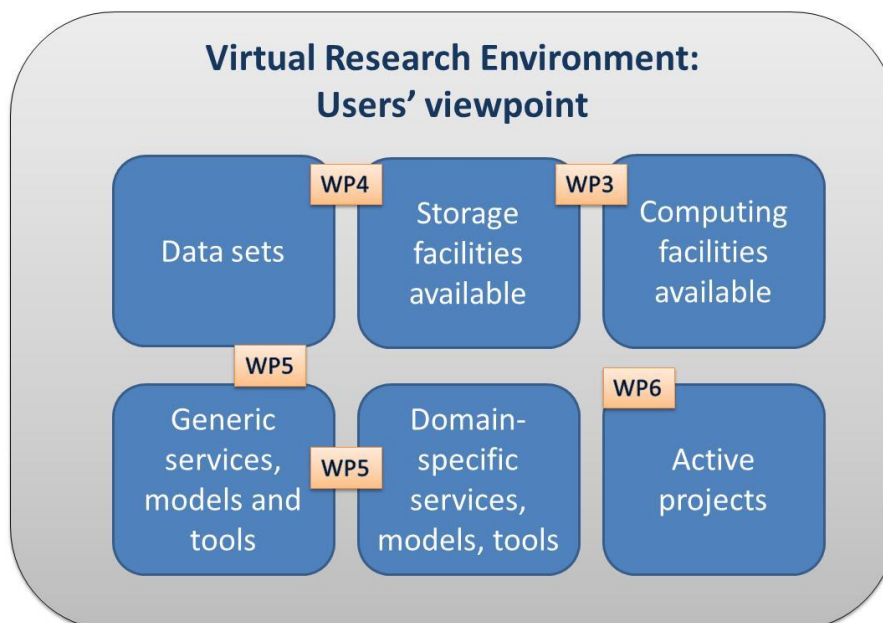 Virtual Research Environment:
Users’ viewpoint
WP4
WP3
Data sets
Storage
facilities
available
Computing
facilities
available
WP5
WP6
Generic
services,
models and
tools
WP5
Domain-
specific
services,
models, tools
Active
projects